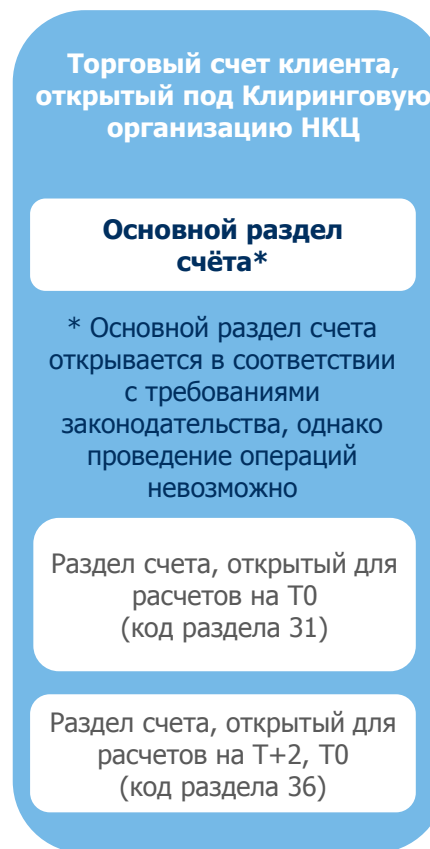 Торговый счет клиента,
открытый под Клиринговую
организацию НКЦ
Основной раздел
счёта*
* Основной раздел счета
открывается в соответствии
с требованиями
законодательства, однако
проведение операций
невозможно
Раздел счета, открытый для
расчетов на Т0
(код раздела 31)
Раздел счета, открытый для
расчетов на Т+2, Т0
(код раздела 36)